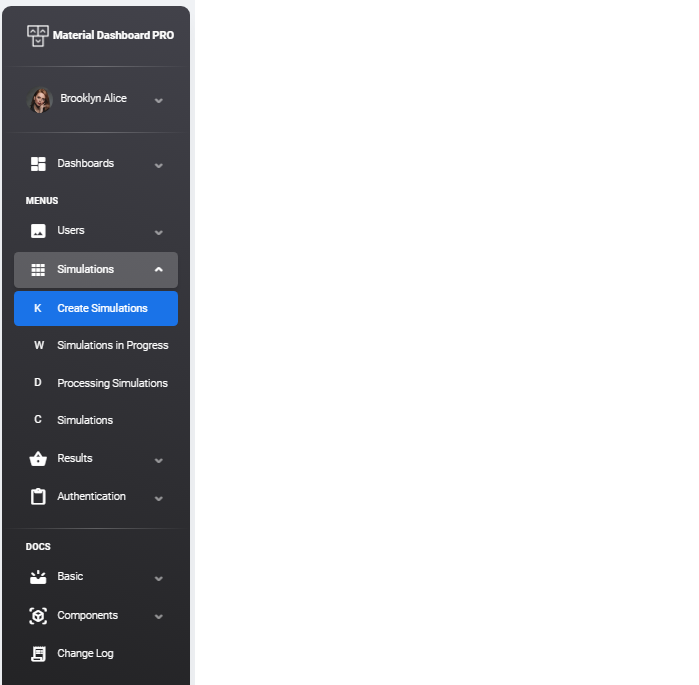 Material Dashboard PRO
Brooklyn Alice
Dashboards
MENUS
Users
Simulations
K Create Simulations
W Simulations in Progress
D Processing Simulations
C Simulations
Results
Authentication
DOCS
Basic
Components
Change Log